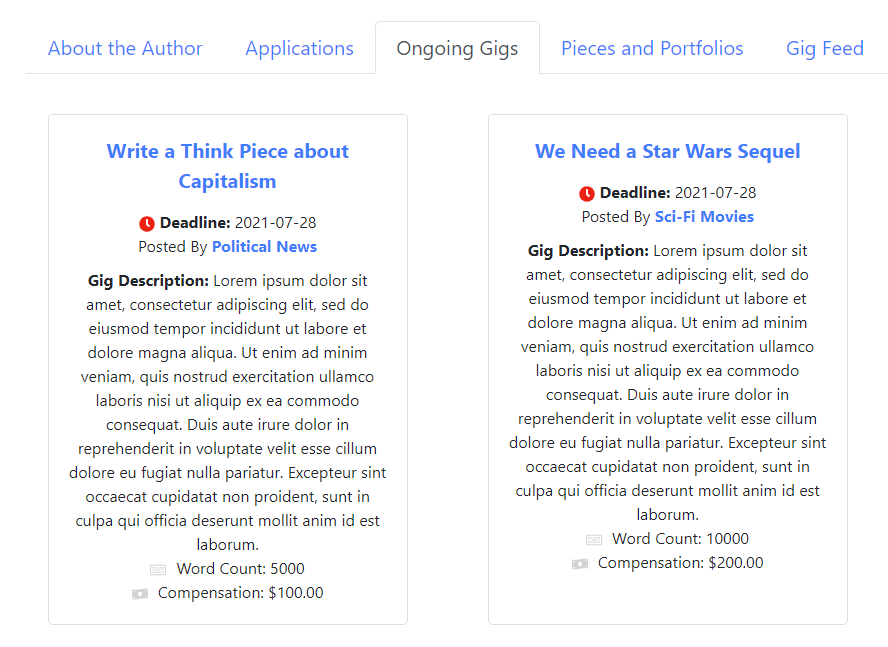 About the Author Applications Ongoing Gigs Pieces and Portfolios Gig Feed
Write a Think Piece about
Capitalism
Deadline: 2021-07-28
Posted By Political News
Gig Description: Lorem ipsum dolor sit
amet, consectetur adipiscing elit, sed do
eiusmod tempor incididunt ut labore et
dolore magna aliqua. Ut enim ad minim
veniam, quis nostrud exercitation ullamco
laboris nisi ut aliquip ex ea commodo
consequat. Duis aute irure dolor in
reprehenderit in voluptate velit esse cillum
dolore eu fugiat nulla pariatur. Excepteur sint
occaecat cupidatat non proident, sunt in
culpa qui officia deserunt mollit anim id est
laborum.
Word Count: 5000
Compensation: $100.00
We Need a Star Wars Sequel
Deadline: 2021-07-28
Posted By Sci-Fi Movies
Gig Description: Lorem ipsum dolor sit
amet, consectetur adipiscing elit, sed do
eiusmod tempor incididunt ut labore et
dolore magna aliqua. Ut enim ad minim
veniam, quis nostrud exercitation ullamco
laboris nisi ut aliquip ex ea commodo
consequat. Duis aute irure dolor in
reprehenderit in voluptate velit esse cillum
dolore eu fugiat nulla pariatur. Excepteur sint
occaecat cupidatat non proident, sunt in
culpa qui officia deserunt mollit anim id est
laborum.
Word Count: 10000
Compensation: $200.00